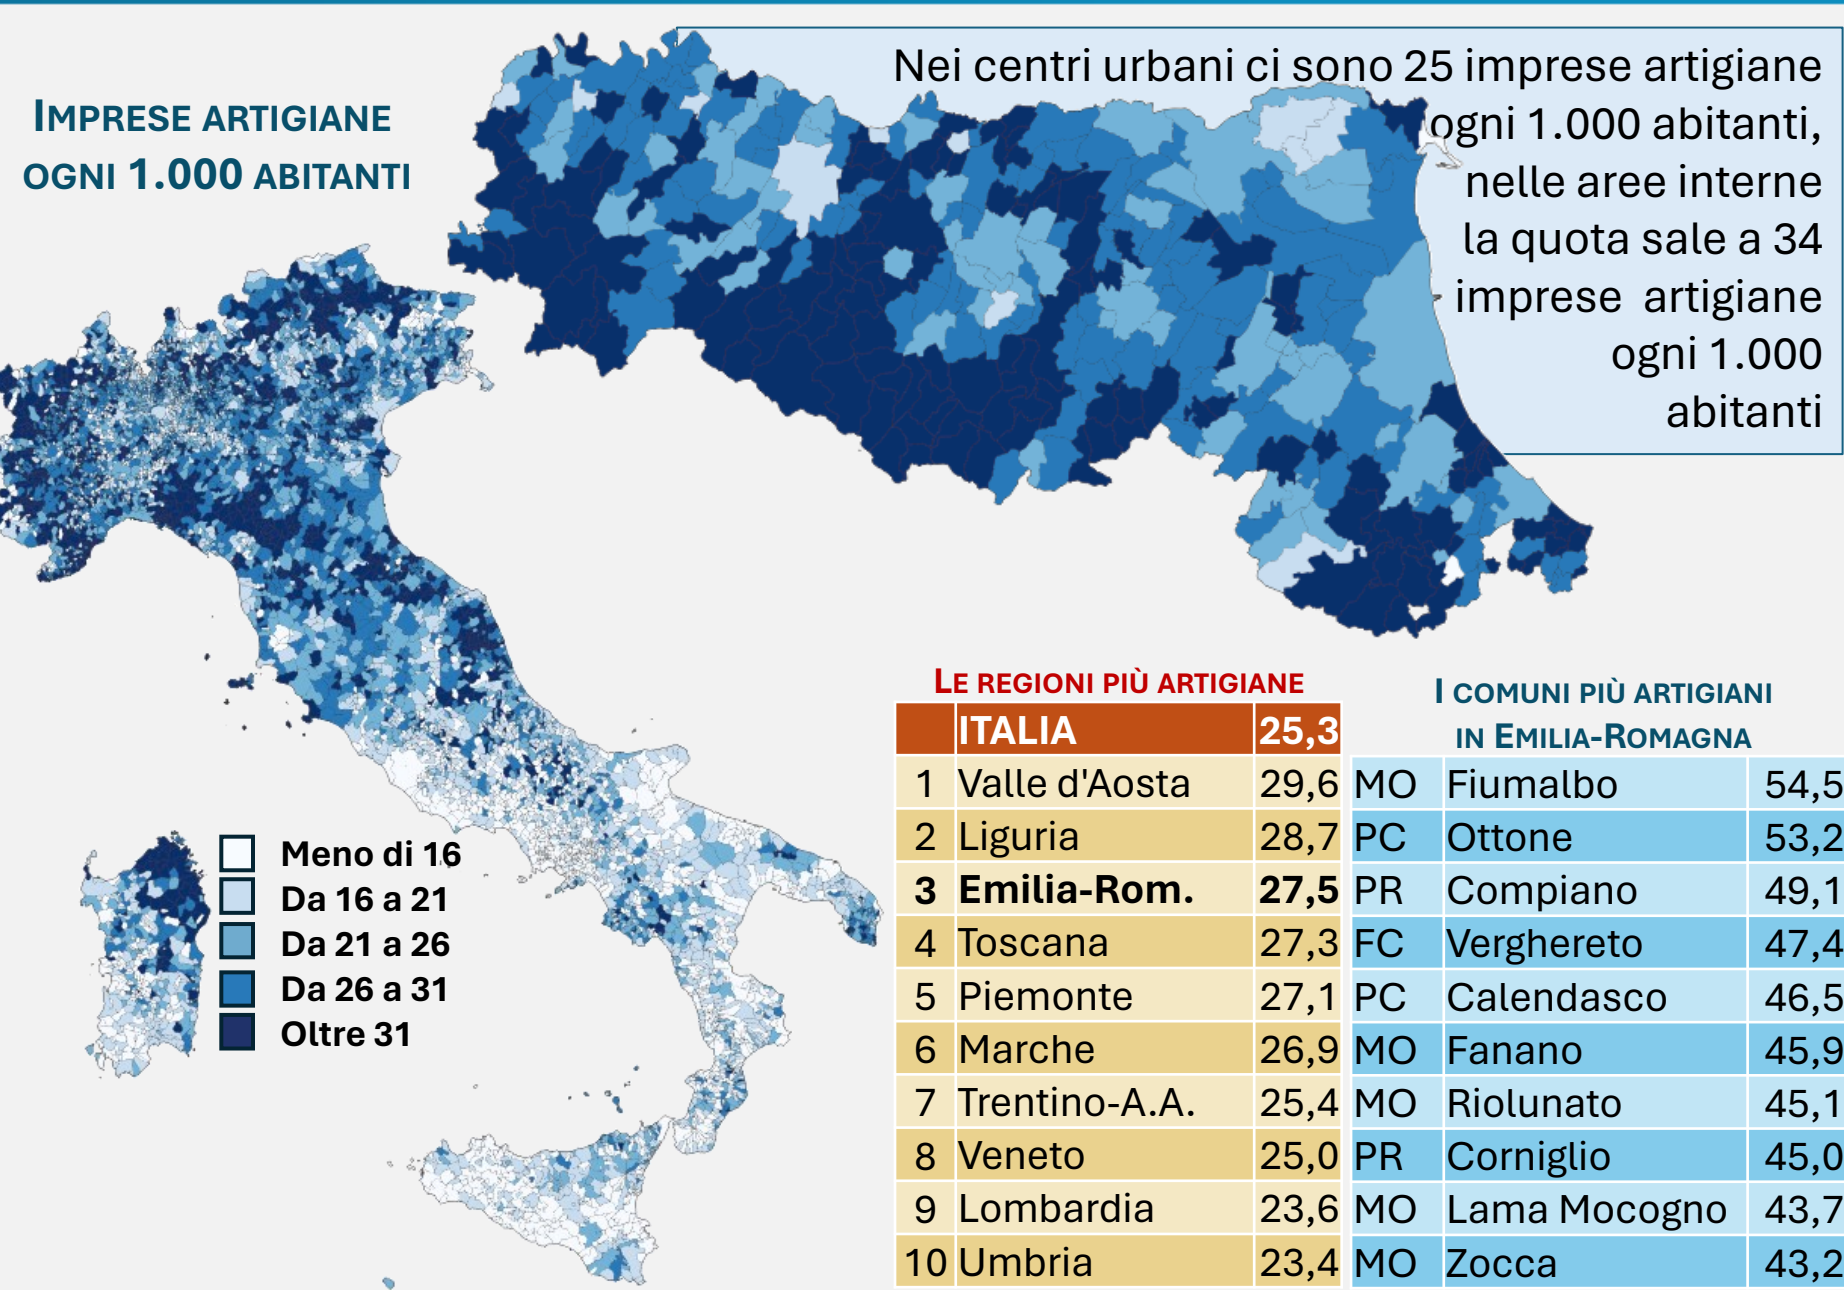 IMPRESE ARTIGIANE
OGNI 1.000 ABITANTI
Nei centri urbani ci sono 25 imprese artigiane
ogni 1.000 abitanti,
nelle aree interne
la quota sale a 34
imprese artigiane
ogni 1.000
abitanti
Meno di 16
Da 16 a 21
Da 21 a 26
Da 26 a 31
Oltre 31
LE REGIONI PIÙ ARTIGIANE
ITALIA 25,3
1 Valle d'Aosta 29,6
2 Liguria 28,7
3 Emilia-Rom. 27,5
4 Toscana 27,3
5 Piemonte 27,1
6 Marche 26,9
7 Trentino-A.A. 25,4
8 Veneto 25,0
9 Lombardia 23,6
10 Umbria 23,4
I COMUNI PIÙ ARTIGIANI
IN EMILIA-ROMAGNA
MO Fiumalbo 54,5
PC Ottone 53,2
PR Compiano 49,1
FC Verghereto 47,4
PC Calendasco 46,5
MO Fanano 45,9
MO Riolunato 45,1
PR Corniglio 45,0
MO Lama Mocogno 43,7
MO Zocca 43,2